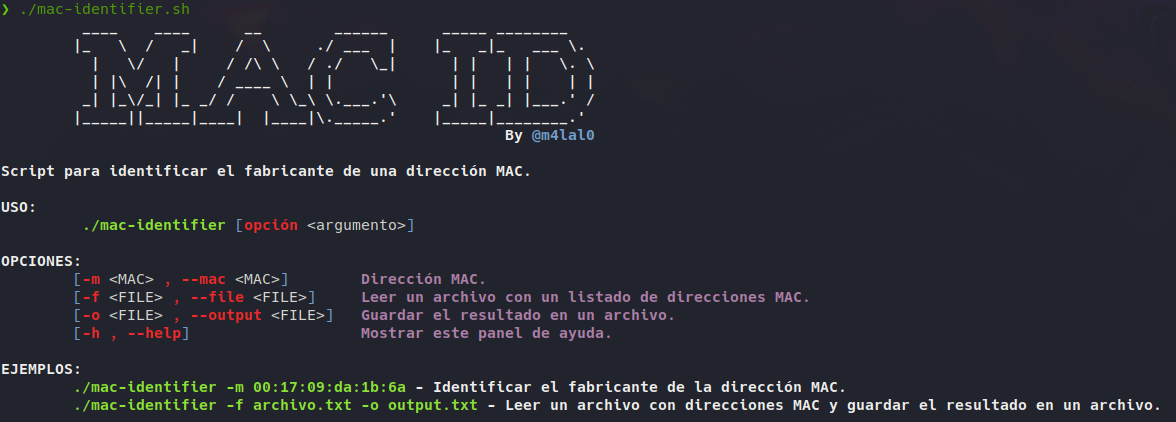 ❯ ./mac-identifier.sh
MAC ID
By @m4lal0
Script para identificar el fabricante de una dirección MAC.
USO:
./mac-identifier [opción <argumento>]
OPCIONES:
[-m <MAC> , --mac <MAC>] Dirección MAC.
[-f <FILE> , --file <FILE>] Leer un archivo con un listado de direcciones MAC.
[-o <FILE> , --output <FILE>] Guardar el resultado en un archivo.
[-h , --help] Mostrar este panel de ayuda.
EJEMPLOS:
./mac-identifier -m 00:17:09:da:1b:6a - Identificar el fabricante de la dirección MAC.
./mac-identifier -f archivo.txt -o output.txt - Leer un archivo con direcciones MAC y guardar el resultado en un archivo.